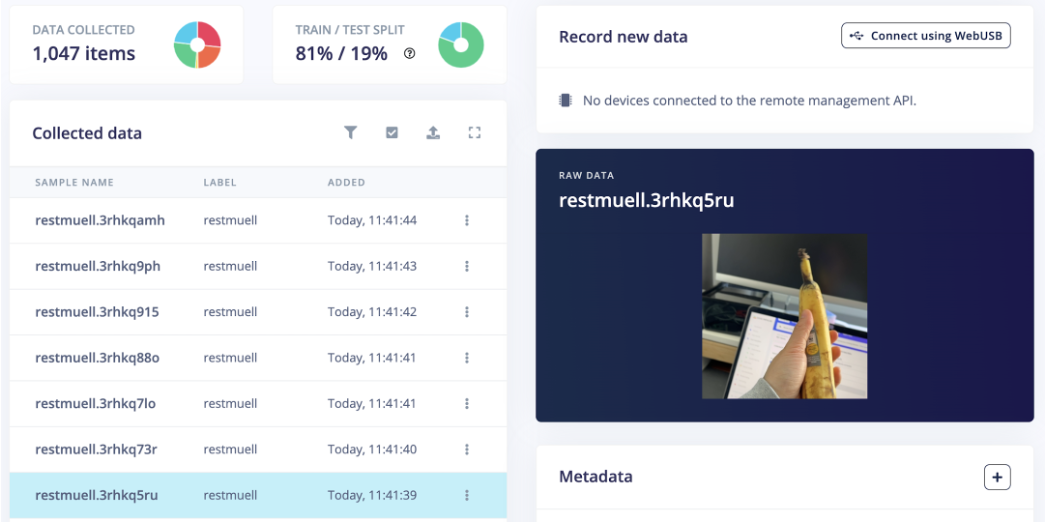 DATA COLLECTED
1,047 items
TRAIN / TEST SPLIT
81% / 19%
Collected data
SAMPLE NAME LABEL ADDED
restmuell.3rhkqamh restmuell Today, 11:41:44
restmuell.3rhkq9ph restmuell Today, 11:41:43
restmuell.3rhkq915 restmuell Today, 11:41:42
restmuell.3rhkq88o restmuell Today, 11:41:41
restmuell.3rhkq7lo restmuell Today, 11:41:41
restmuell.3rhkq73r restmuell Today, 11:41:40
restmuell.3rhkq5ru restmuell Today, 11:41:39
Record new data
Connect using WebUSB
No devices connected to the remote management API.
RAW DATA
restmuell.3rhkq5ru
Metadata